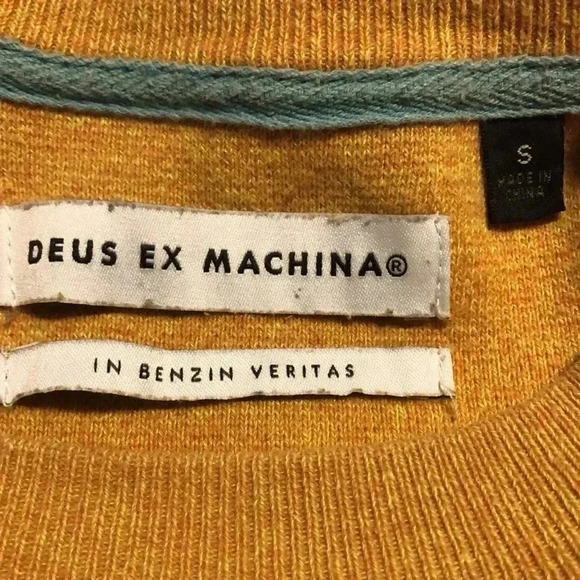 S
MADE IN
CHINA
DEUS EX MACHINA®
IN BENZIN VERITAS